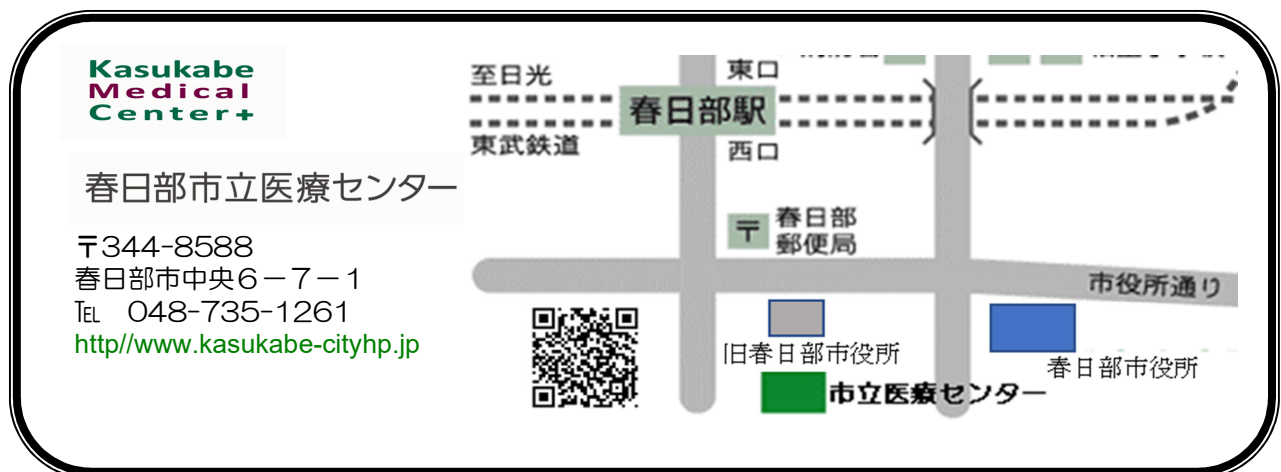 Kasukabe
Medical
Center+
春日部市立医療センター
〒344-8588
春日部市中央6－7－1
℡ 048-735-1261
http//www.kasukabe-cityhp.jp
至日光
東口
春日部駅
東武鉄道
西口
〒
春日部
郵便局
市役所通り
旧春日部市役所
春日部市役所
市立医療センター